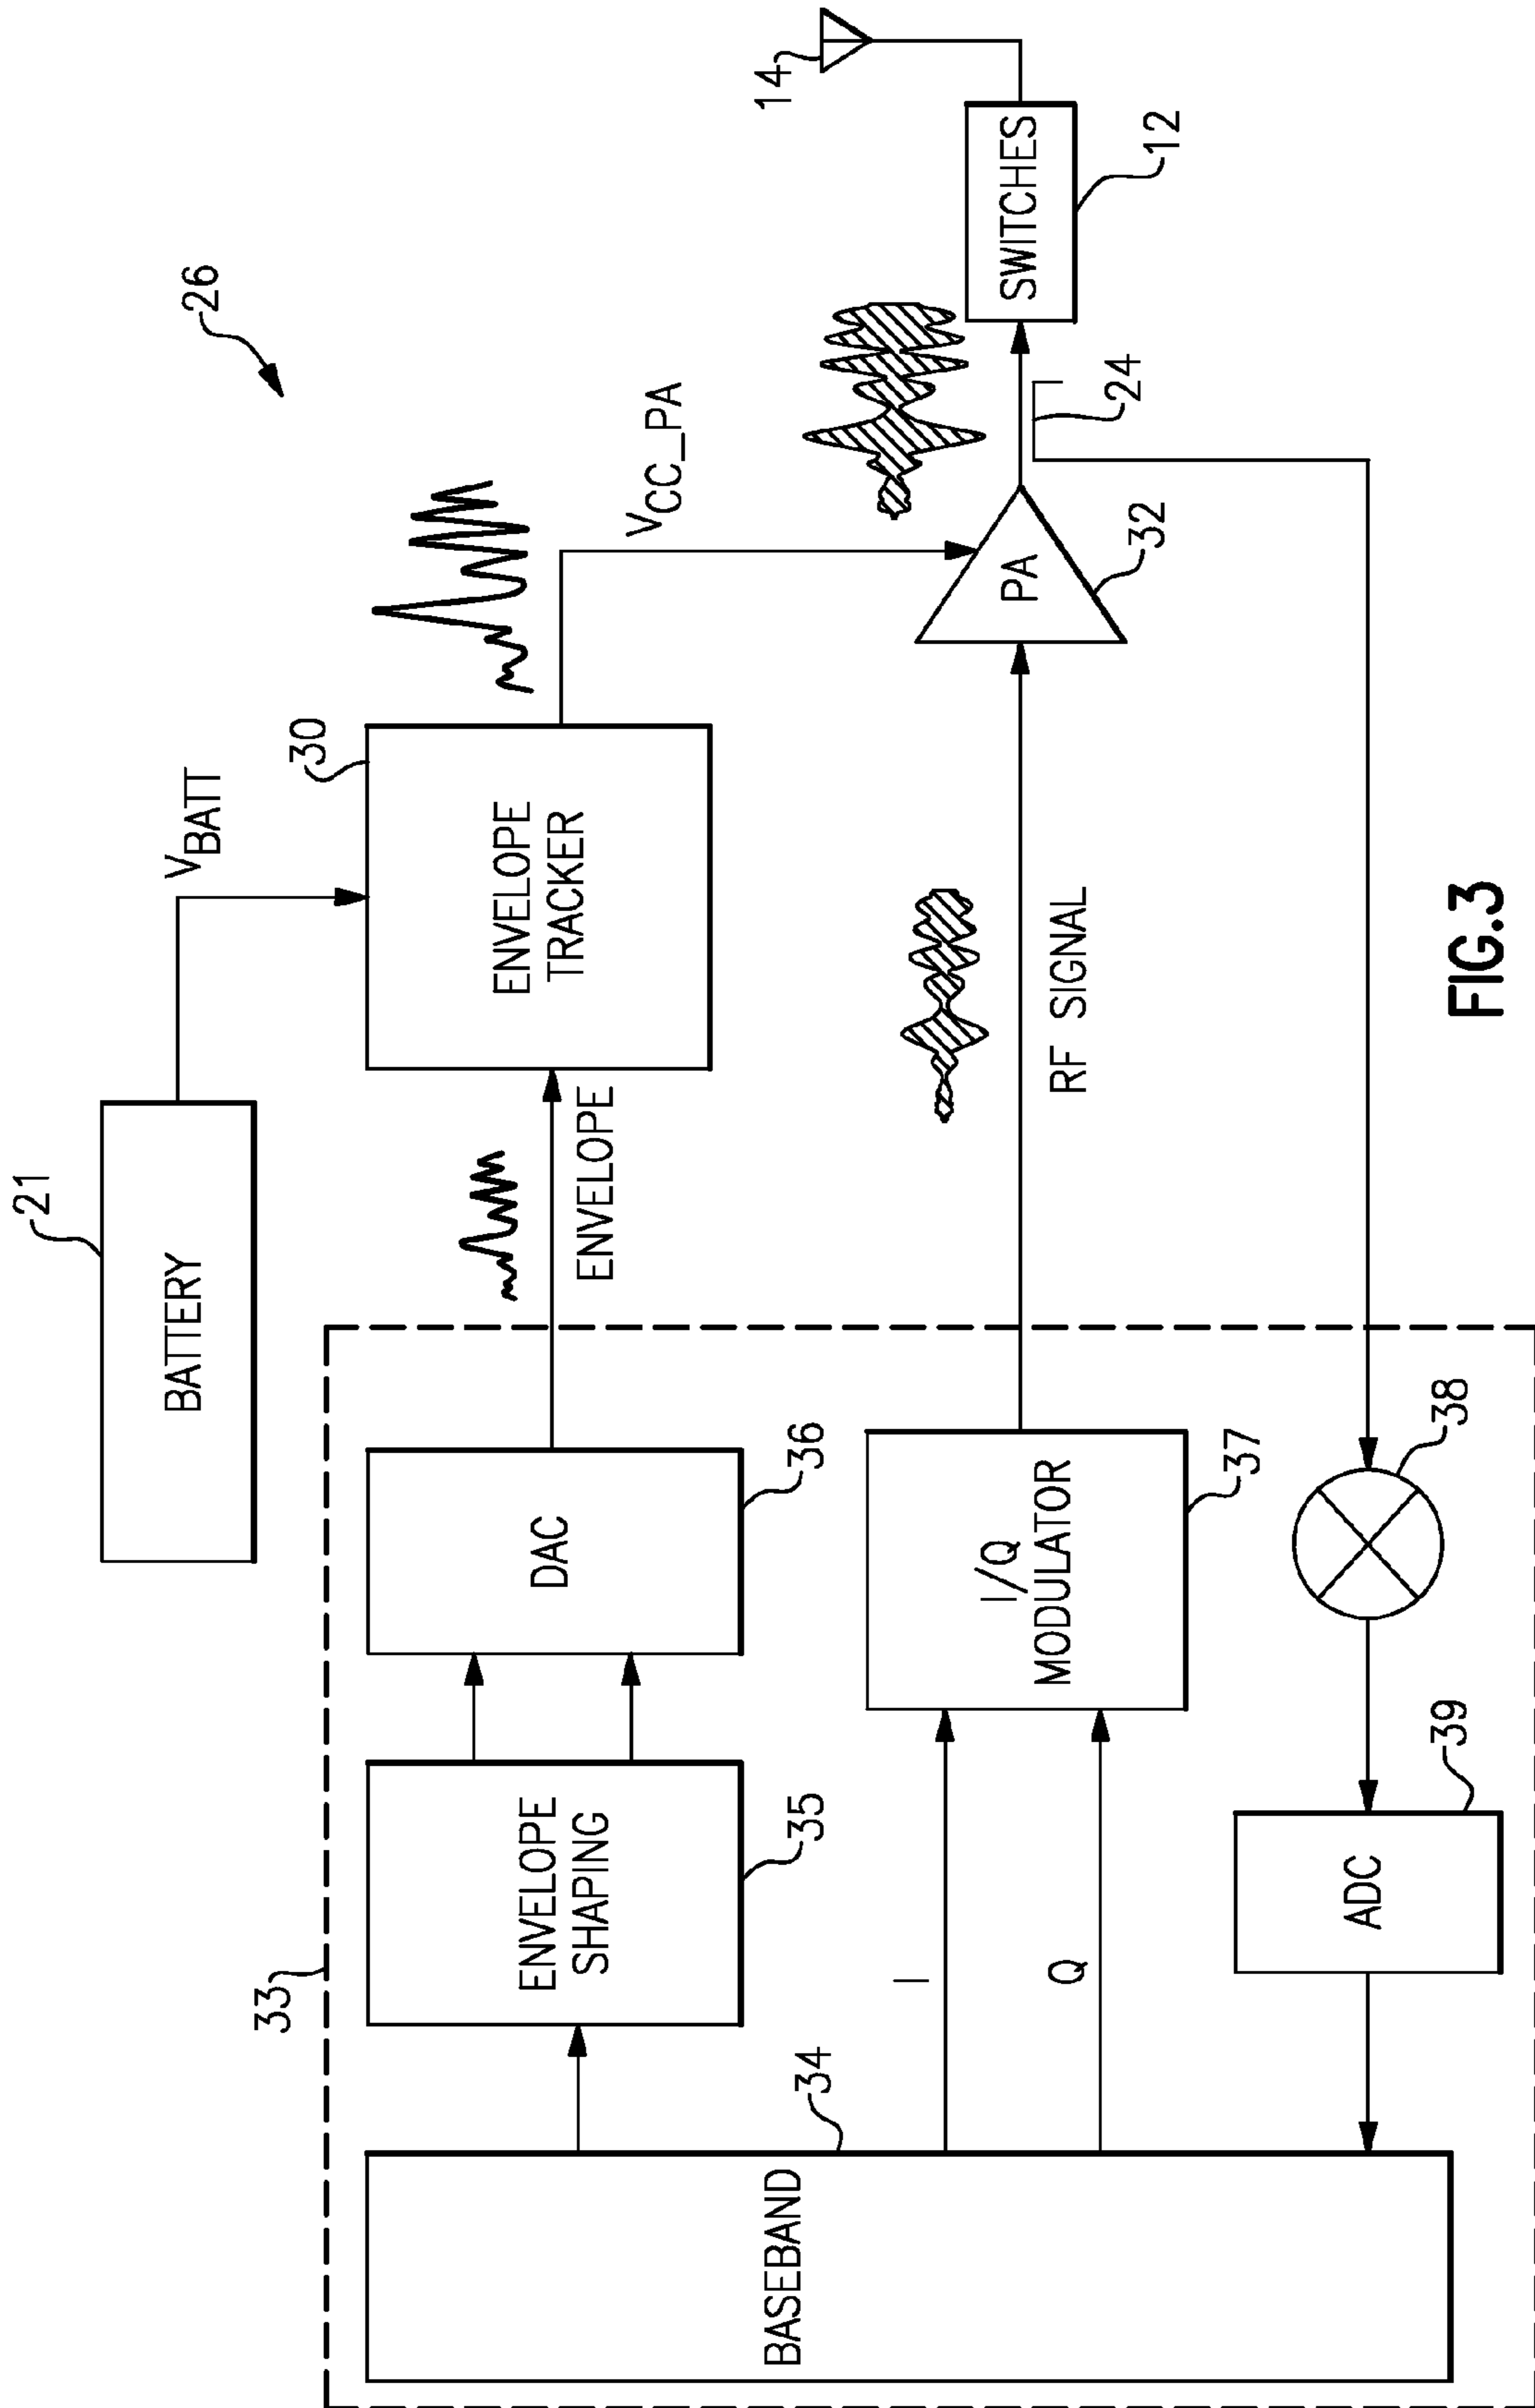 26
21
BATTERY
V_BATT
30
ENVELOPE
TRACKER
V_CC_PA
14
SWITCHES
12
33
ENVELOPE
SHAPING
35
DAC
36
ENVELOPE
BASEBAND
34
I
Q
I/Q
MODULATOR
37
RF SIGNAL
PA
32
24
38
ADC
39
FIG.3